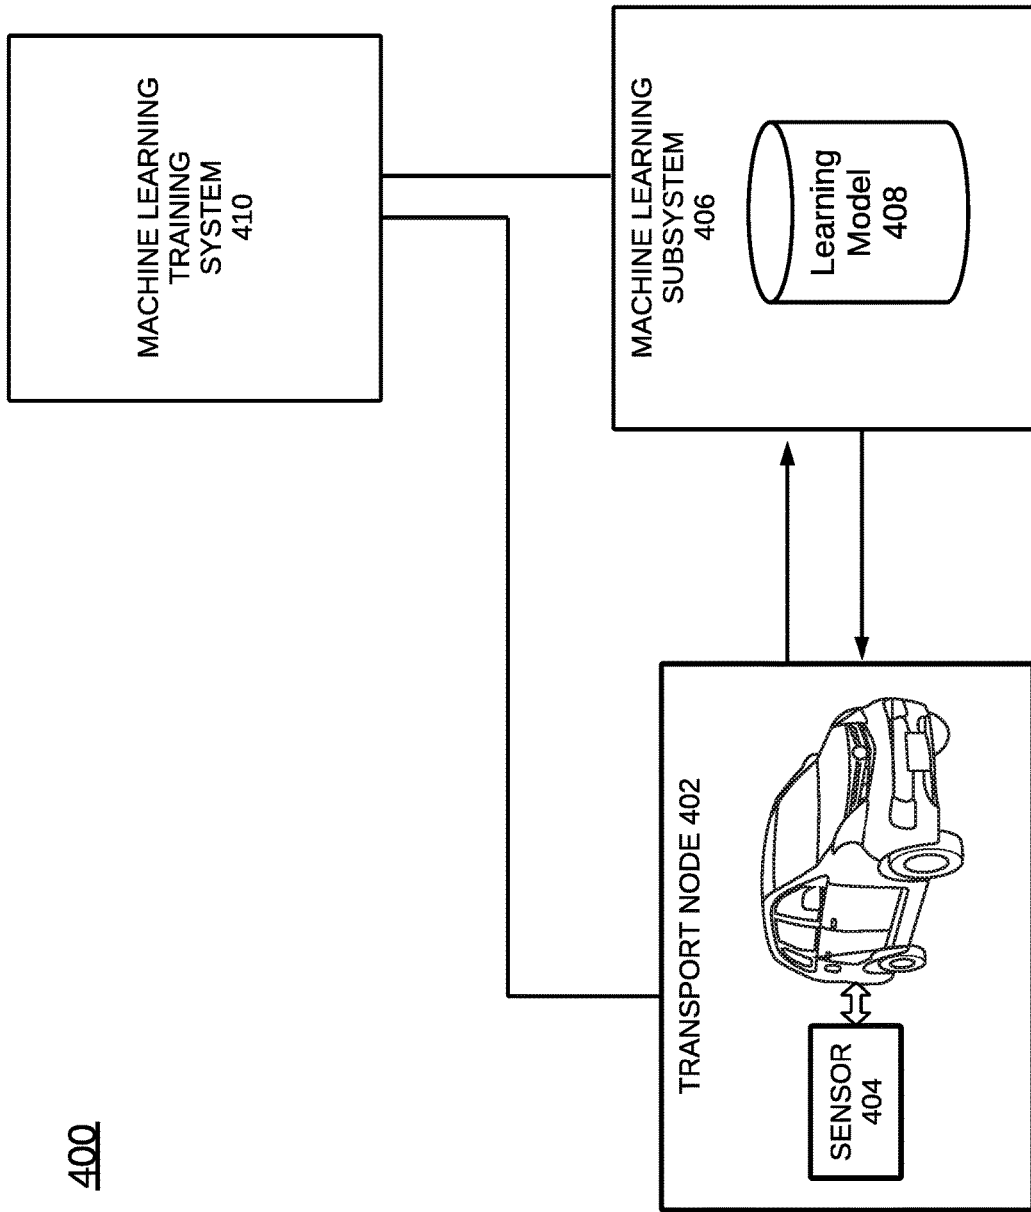 MACHINE LEARNING
TRAINING
SYSTEM
410
MACHINE LEARNING
SUBSYSTEM
406
Learning
Model
408
TRANSPORT NODE 402
SENSOR
404
400